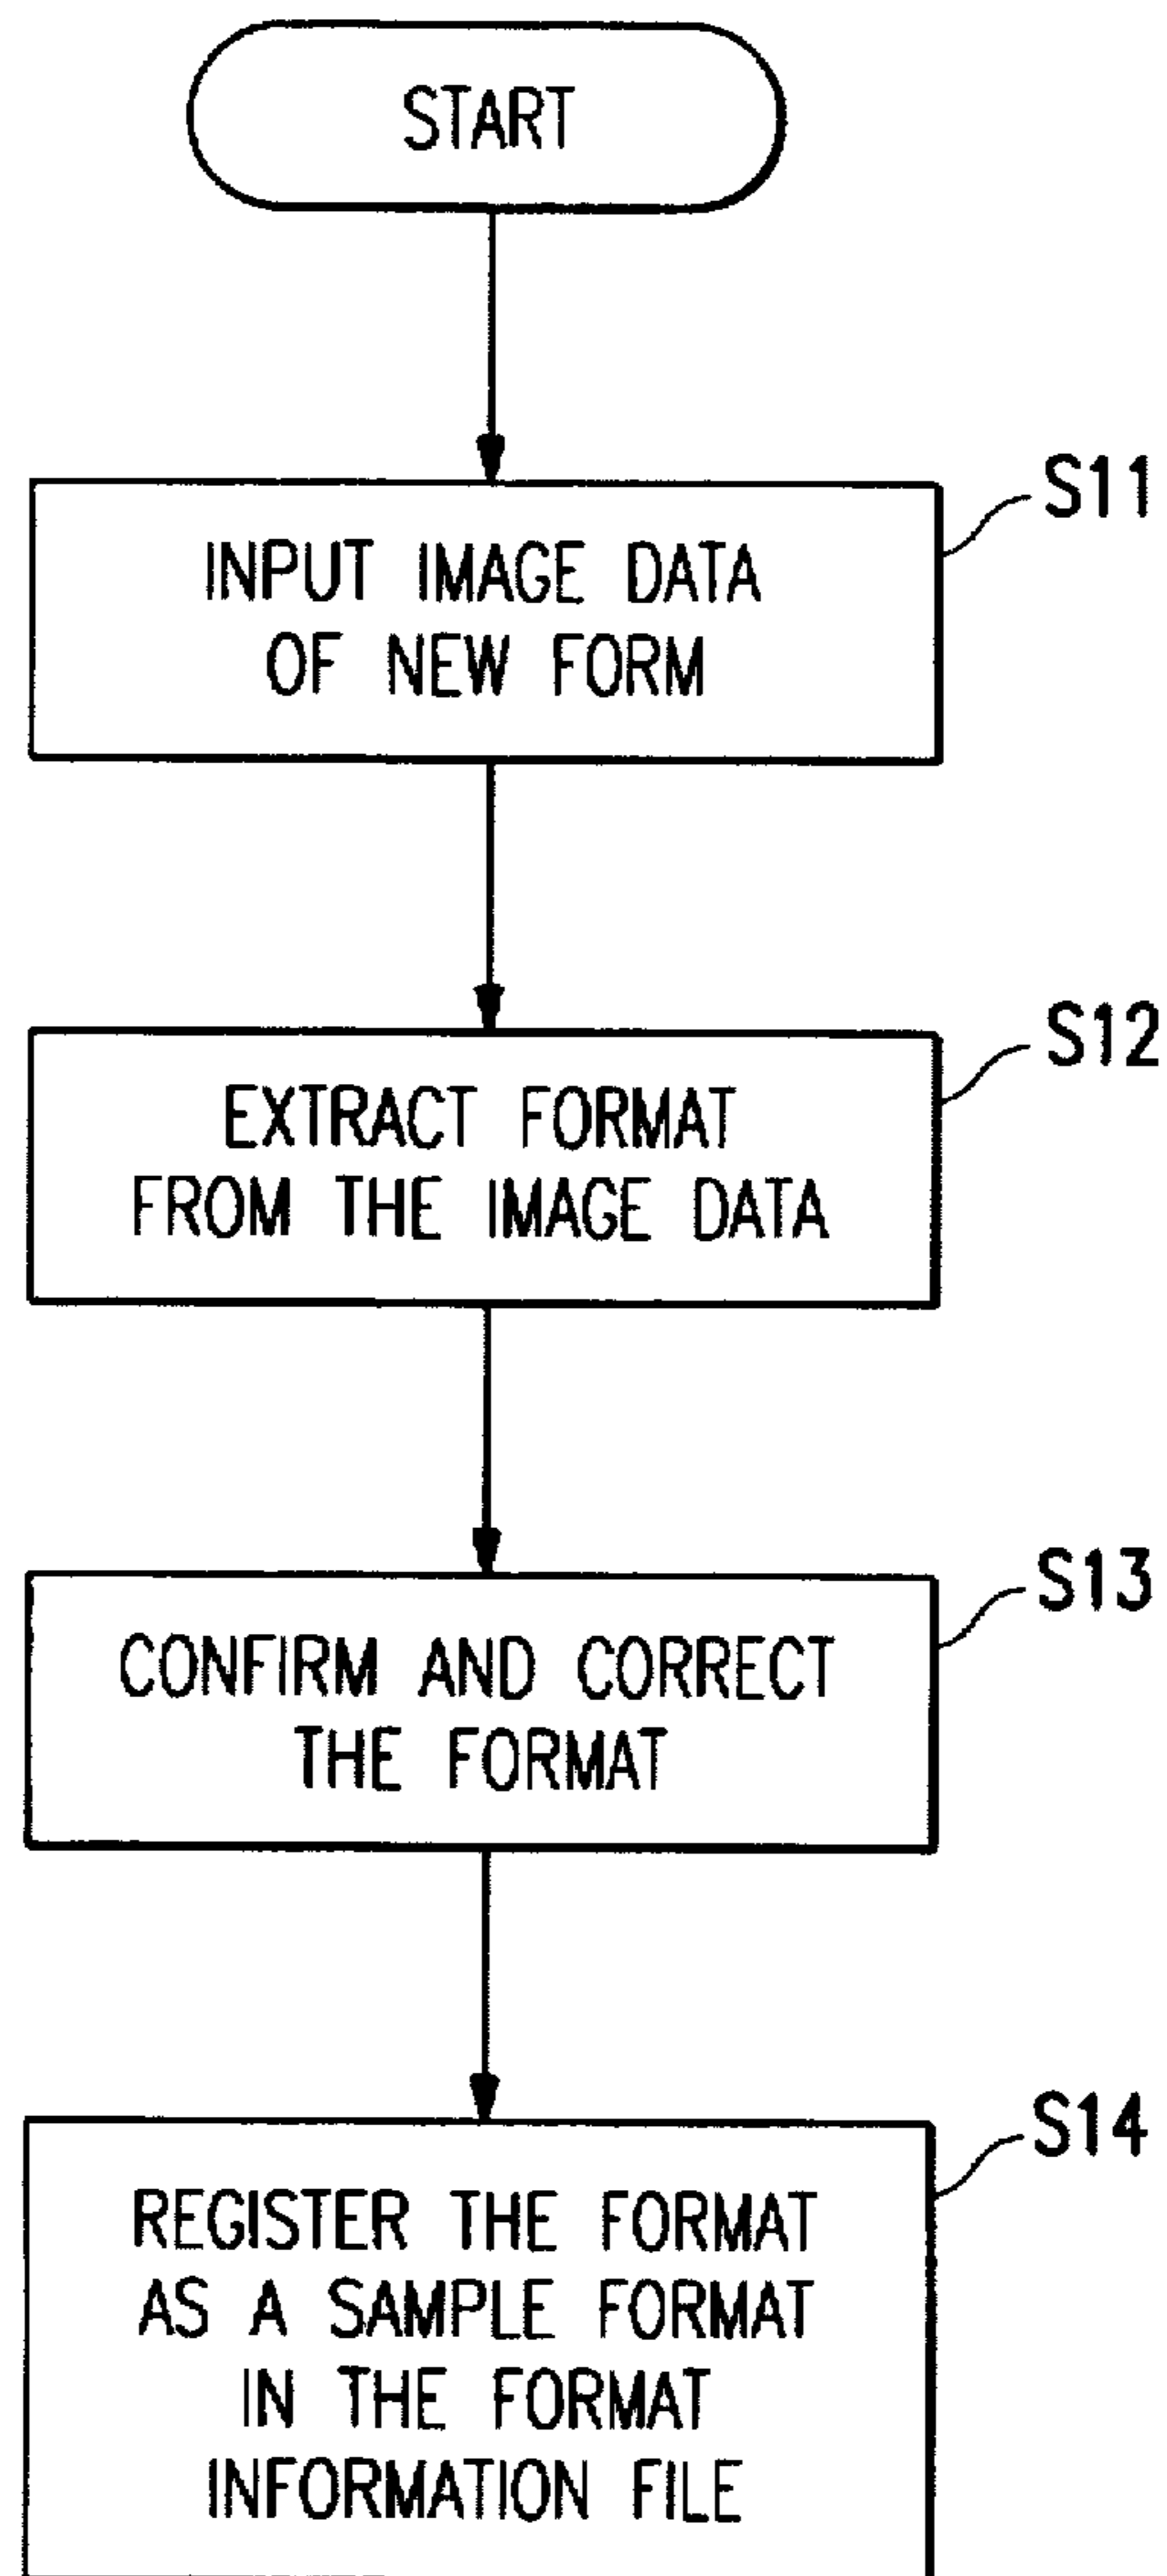 START
S11
INPUT IMAGE DATA
OF NEW FORM
S12
EXTRACT FORMAT
FROM THE IMAGE DATA
S13
CONFIRM AND CORRECT
THE FORMAT
S14
REGISTER THE FORMAT
AS A SAMPLE FORMAT
IN THE FORMAT
INFORMATION FILE